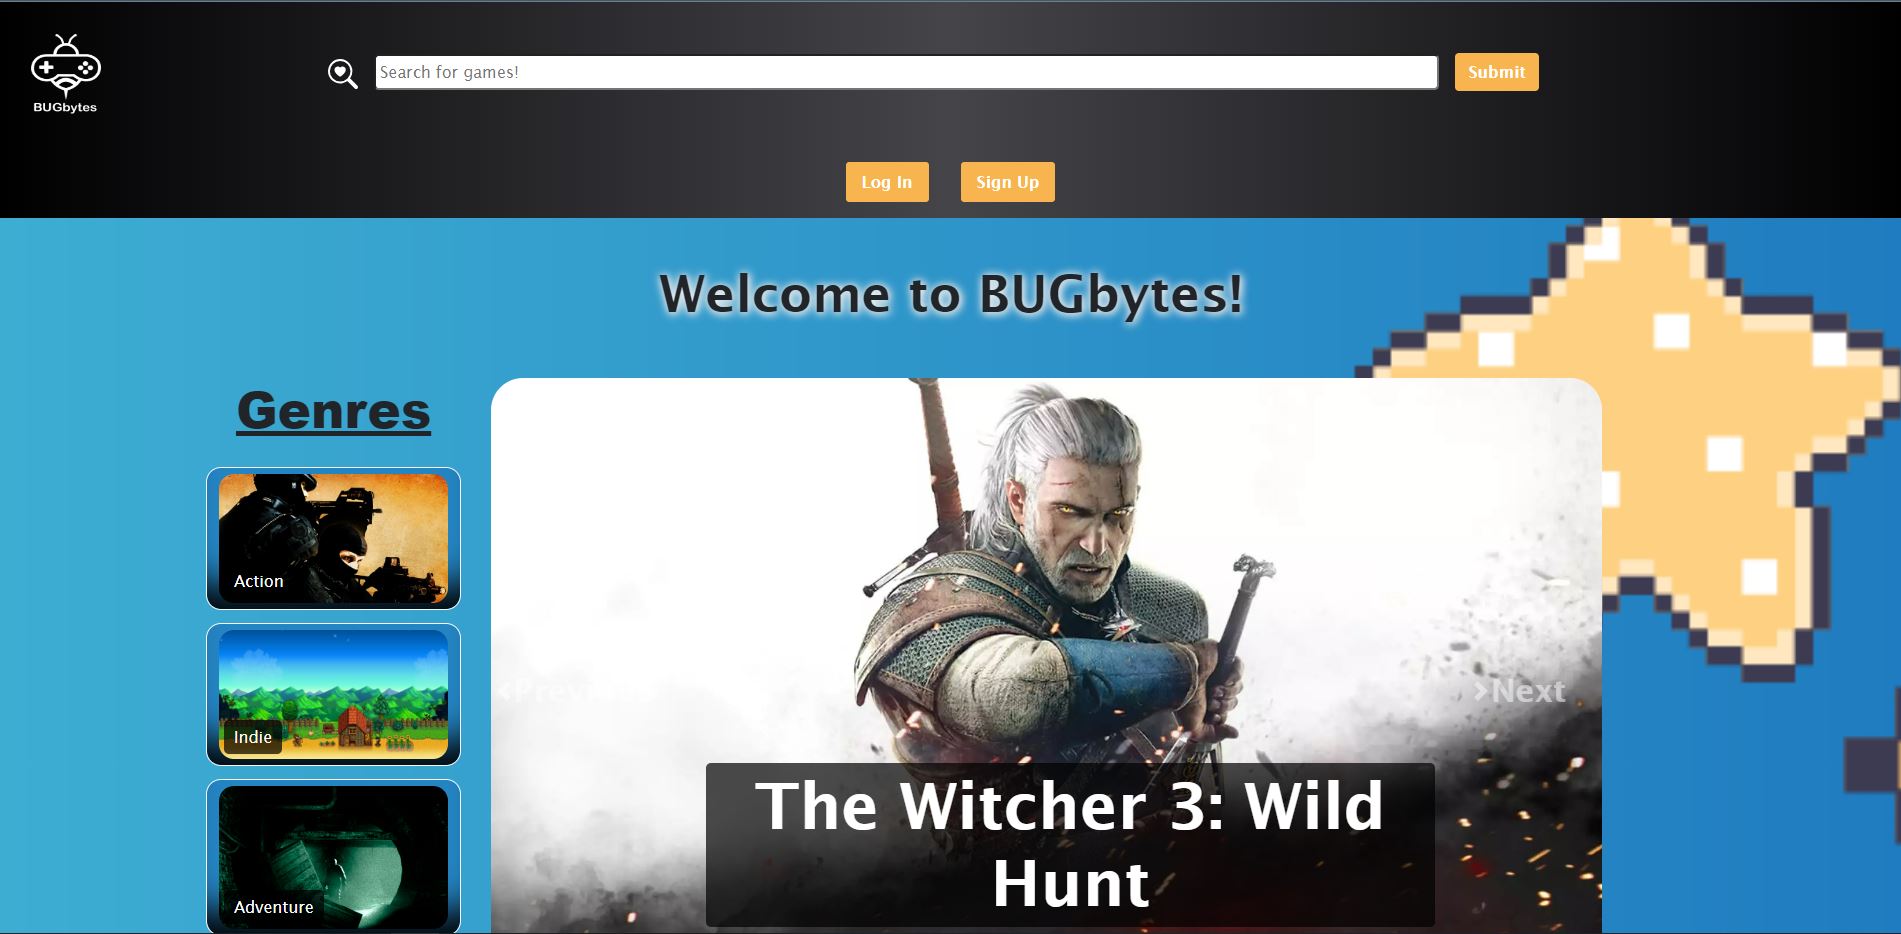 BUGbytes
Search for games!
Submit
Log In
Sign Up
Welcome to BUGbytes!
Genres
Action
Indie
Adventure
‹Previous
›Next
The Witcher 3: Wild
Hunt